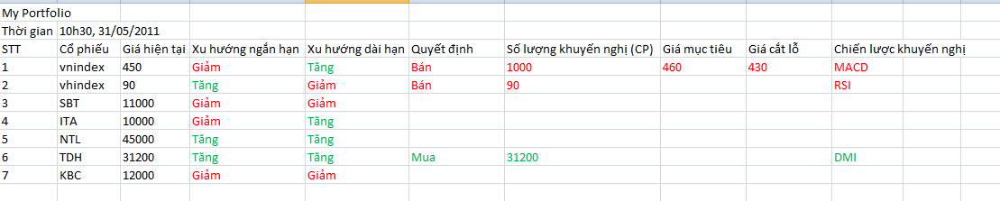 My Portfolio
Thời gian 10h30, 31/05/2011
STT Cổ phiếu Giá hiện tại Xu hướng ngắn hạn Xu hướng dài hạn Quyết định Số lượng khuyến nghị (CP) Giá mục tiêu Giá cắt lỗ Chiến lược khuyến nghị
1 vnindex 450 Giảm Tăng Bán 1000 460 430 MACD
2 vhindex 90 Tăng Giảm Bán 90 RSI
3 SBT 11000 Giảm Giảm
4 ITA 10000 Giảm Tăng
5 NTL 45000 Tăng Tăng
6 TDH 31200 Tăng Tăng Mua 31200 DMI
7 KBC 12000 Giảm Giảm